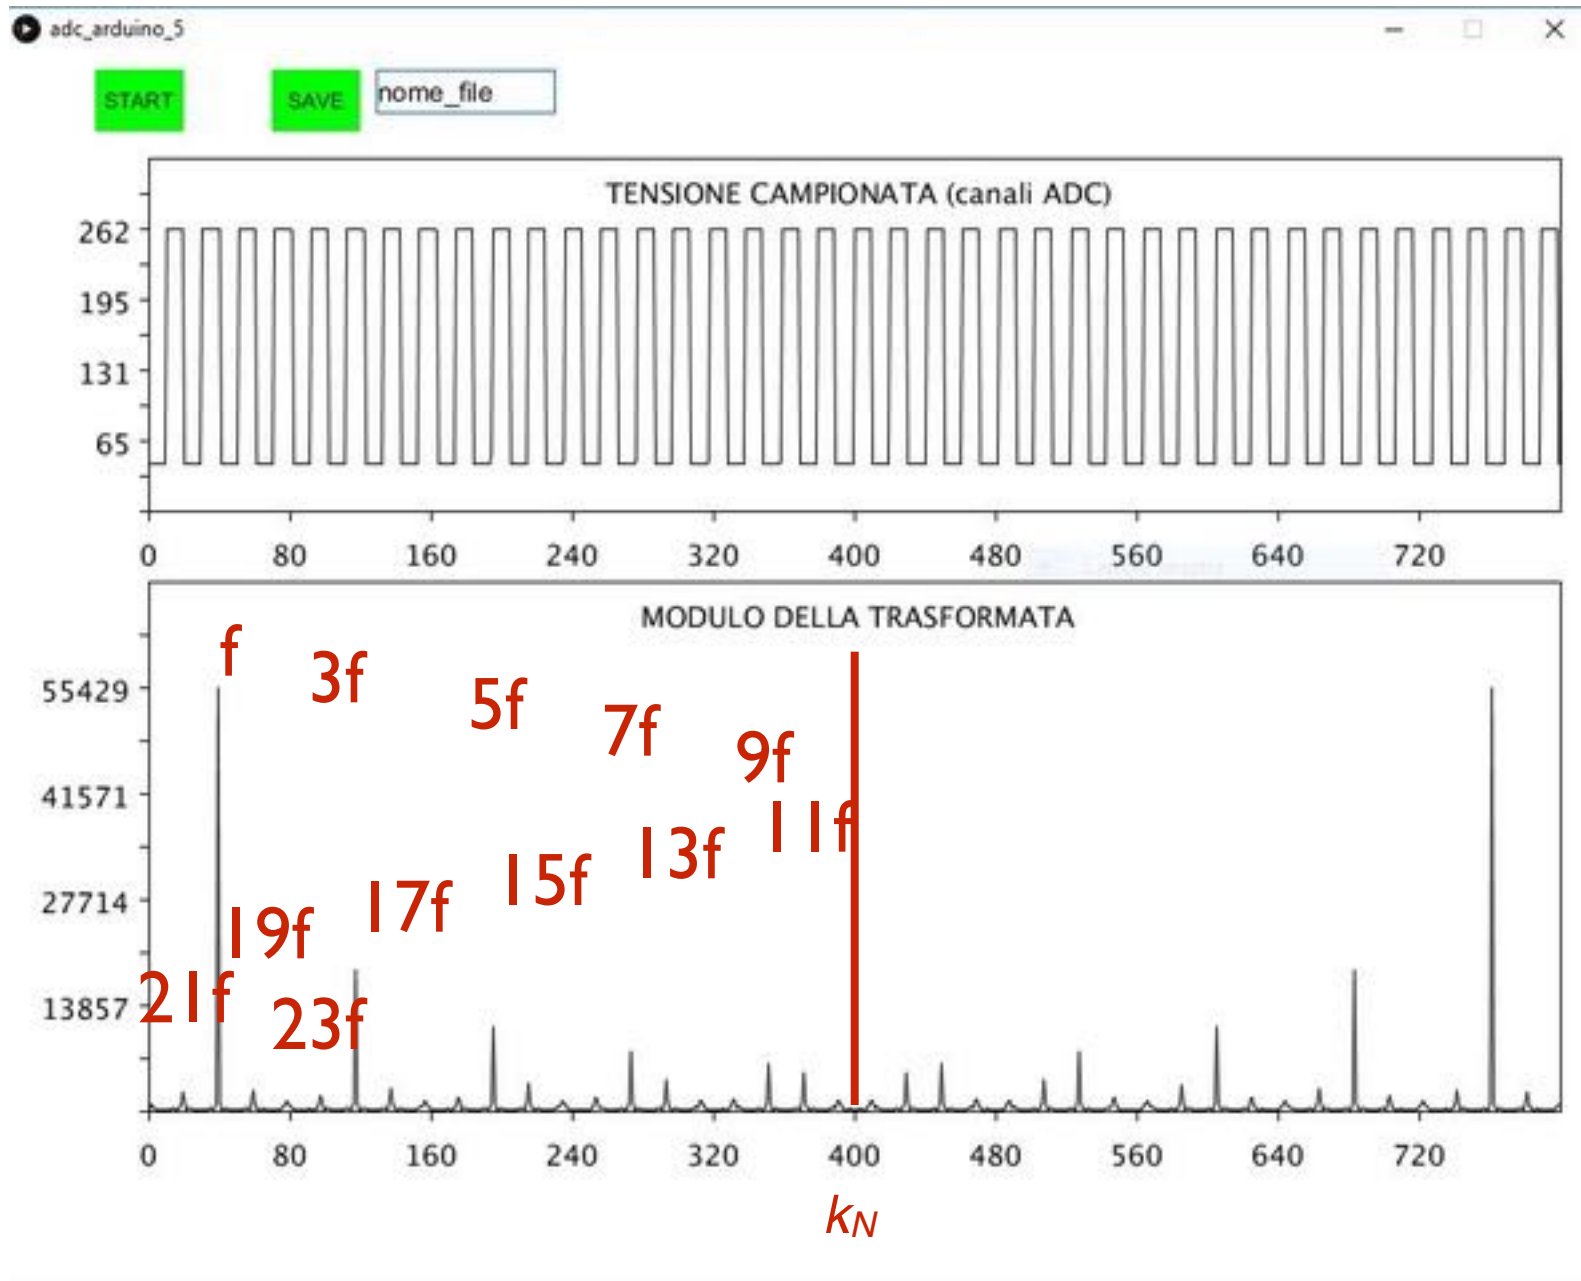 adc_arduino_5
START SAVE nome_file
TENSIONE CAMPIONATA (canali ADC)
262
195
131
65
0 80 160 240 320 400 480 560 640 720
MODULO DELLA TRASFORMATA
f
3f
5f
7f
9f
11f
13f
15f
17f
19f
21f
23f
55429
41571
27714
13857
0 80 160 240 320 400 480 560 640 720
kN